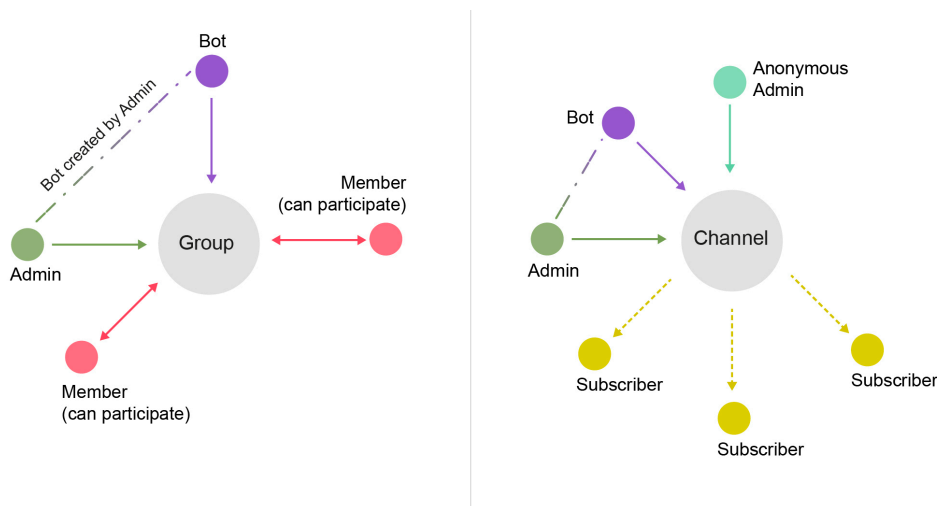 Bot
Bot created by Admin
Member
(can participate)
Group
Admin
Member
(can participate)
Anonymous
Admin
Bot
Channel
Admin
Subscriber
Subscriber
Subscriber